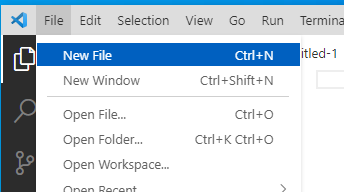 File Edit Selection View Go Run Termina
New File Ctrl+N itled-1
New Window Ctrl+Shift+N
Open File... Ctrl+O
Open Folder... Ctrl+K Ctrl+O
Open Workspace...
Open Recent